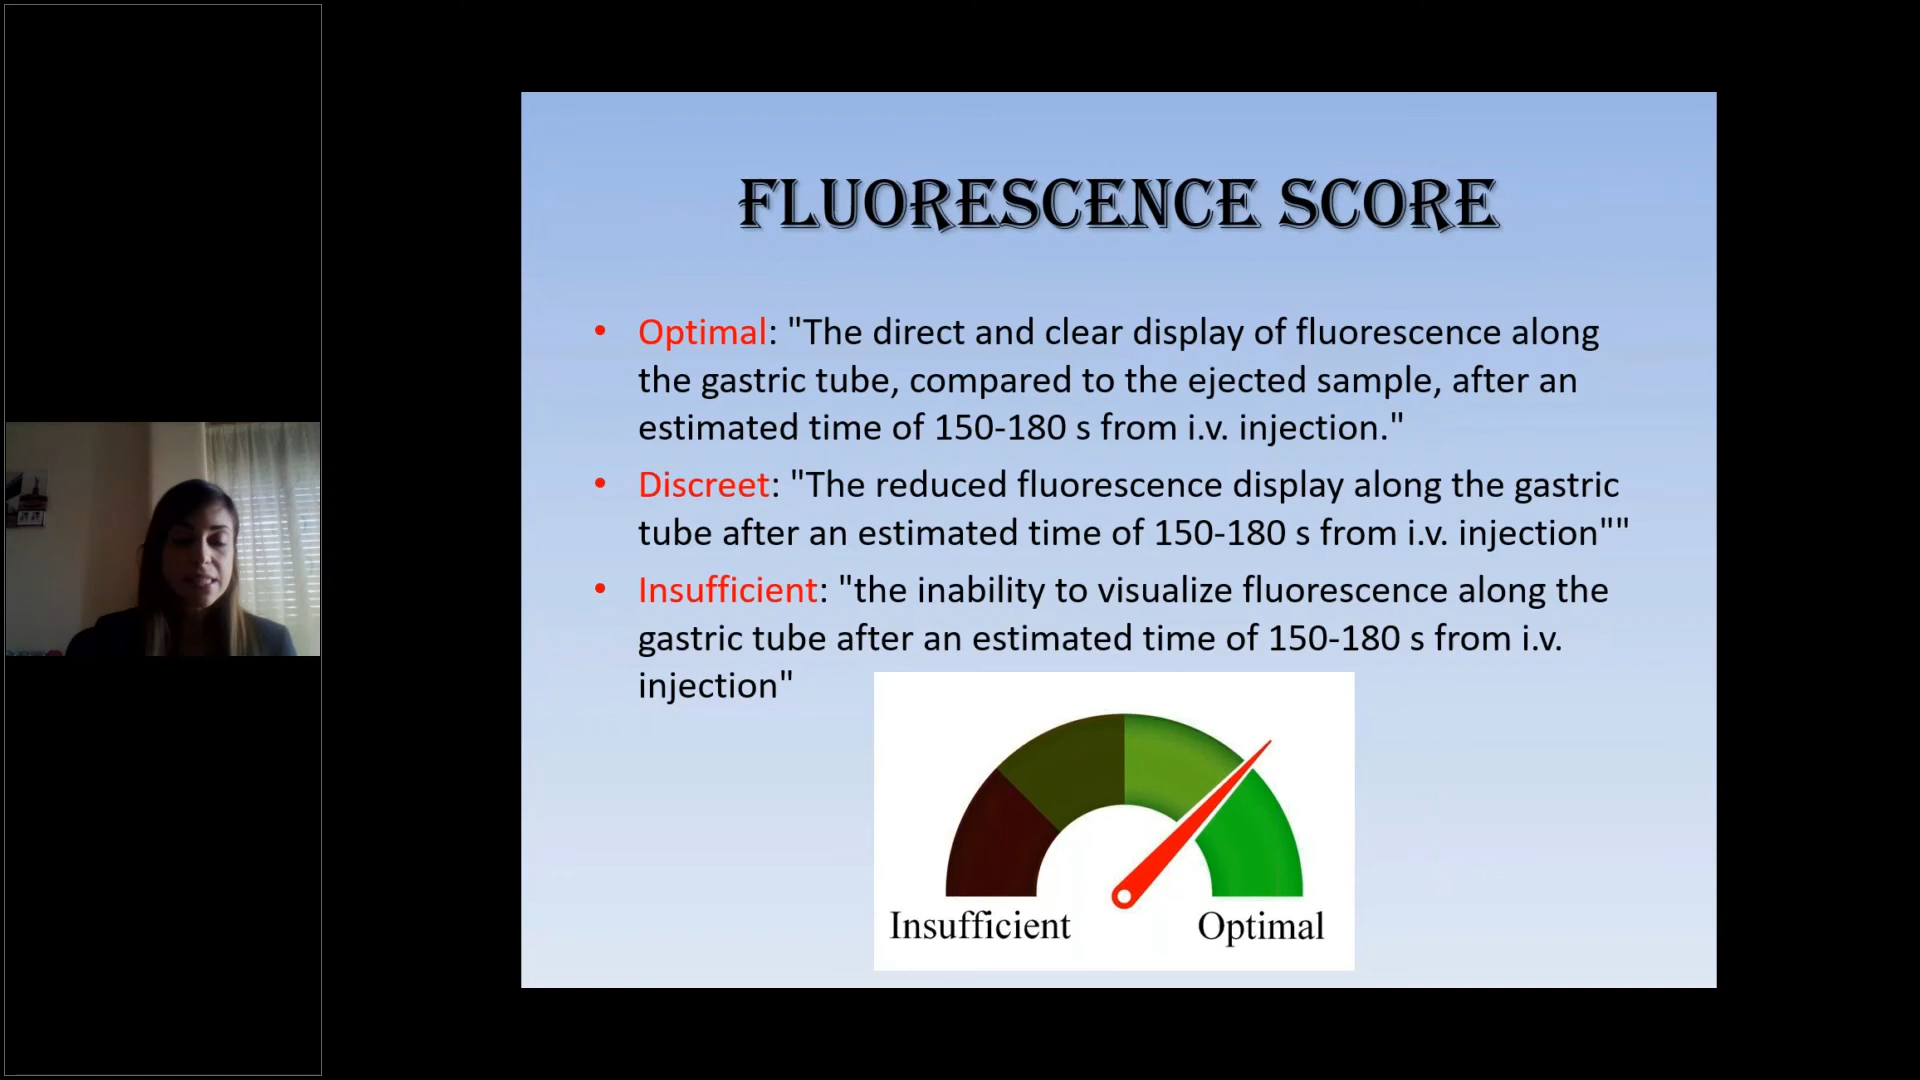 FLUORESCENCE SCORE
• Optimal: "The direct and clear display of fluorescence along
the gastric tube, compared to the ejected sample, after an
estimated time of 150-180 s from i.v. injection."
• Discreet: "The reduced fluorescence display along the gastric
tube after an estimated time of 150-180 s from i.v. injection""
• Insufficient: "the inability to visualize fluorescence along the
gastric tube after an estimated time of 150-180 s from i.v.
injection"
Insufficient
Optimal